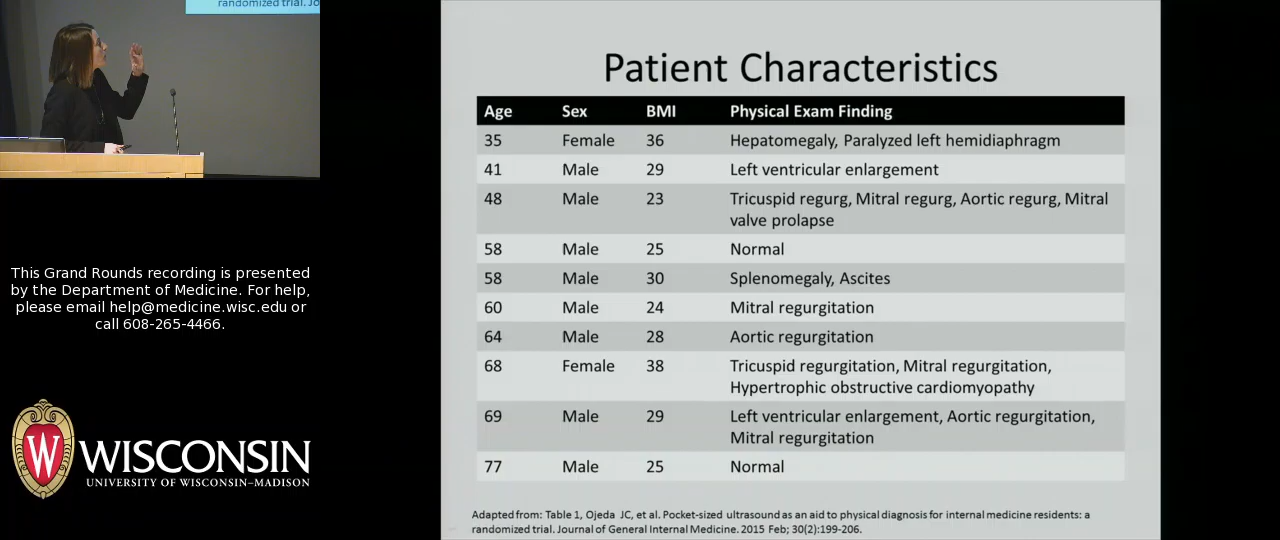 randomized trial. Jo
This Grand Rounds recording is presented
by the Department of Medicine. For help,
please email help@medicine.wisc.edu or
call 608-265-4466.
W
WISCONSIN
UNIVERSITY OF WISCONSIN–MADISON
Patient Characteristics
Age Sex BMI Physical Exam Finding
35 Female 36 Hepatomegaly, Paralyzed left hemidiaphragm
41 Male 29 Left ventricular enlargement
48 Male 23 Tricuspid regurg, Mitral regurg, Aortic regurg, Mitral
valve prolapse
58 Male 25 Normal
58 Male 30 Splenomegaly, Ascites
60 Male 24 Mitral regurgitation
64 Male 28 Aortic regurgitation
68 Female 38 Tricuspid regurgitation, Mitral regurgitation,
Hypertrophic obstructive cardiomyopathy
69 Male 29 Left ventricular enlargement, Aortic regurgitation,
Mitral regurgitation
77 Male 25 Normal
Adapted from: Table 1, Ojeda JC, et al. Pocket-sized ultrasound as an aid to physical diagnosis for internal medicine residents: a
randomized trial. Journal of General Internal Medicine. 2015 Feb; 30(2):199-206.